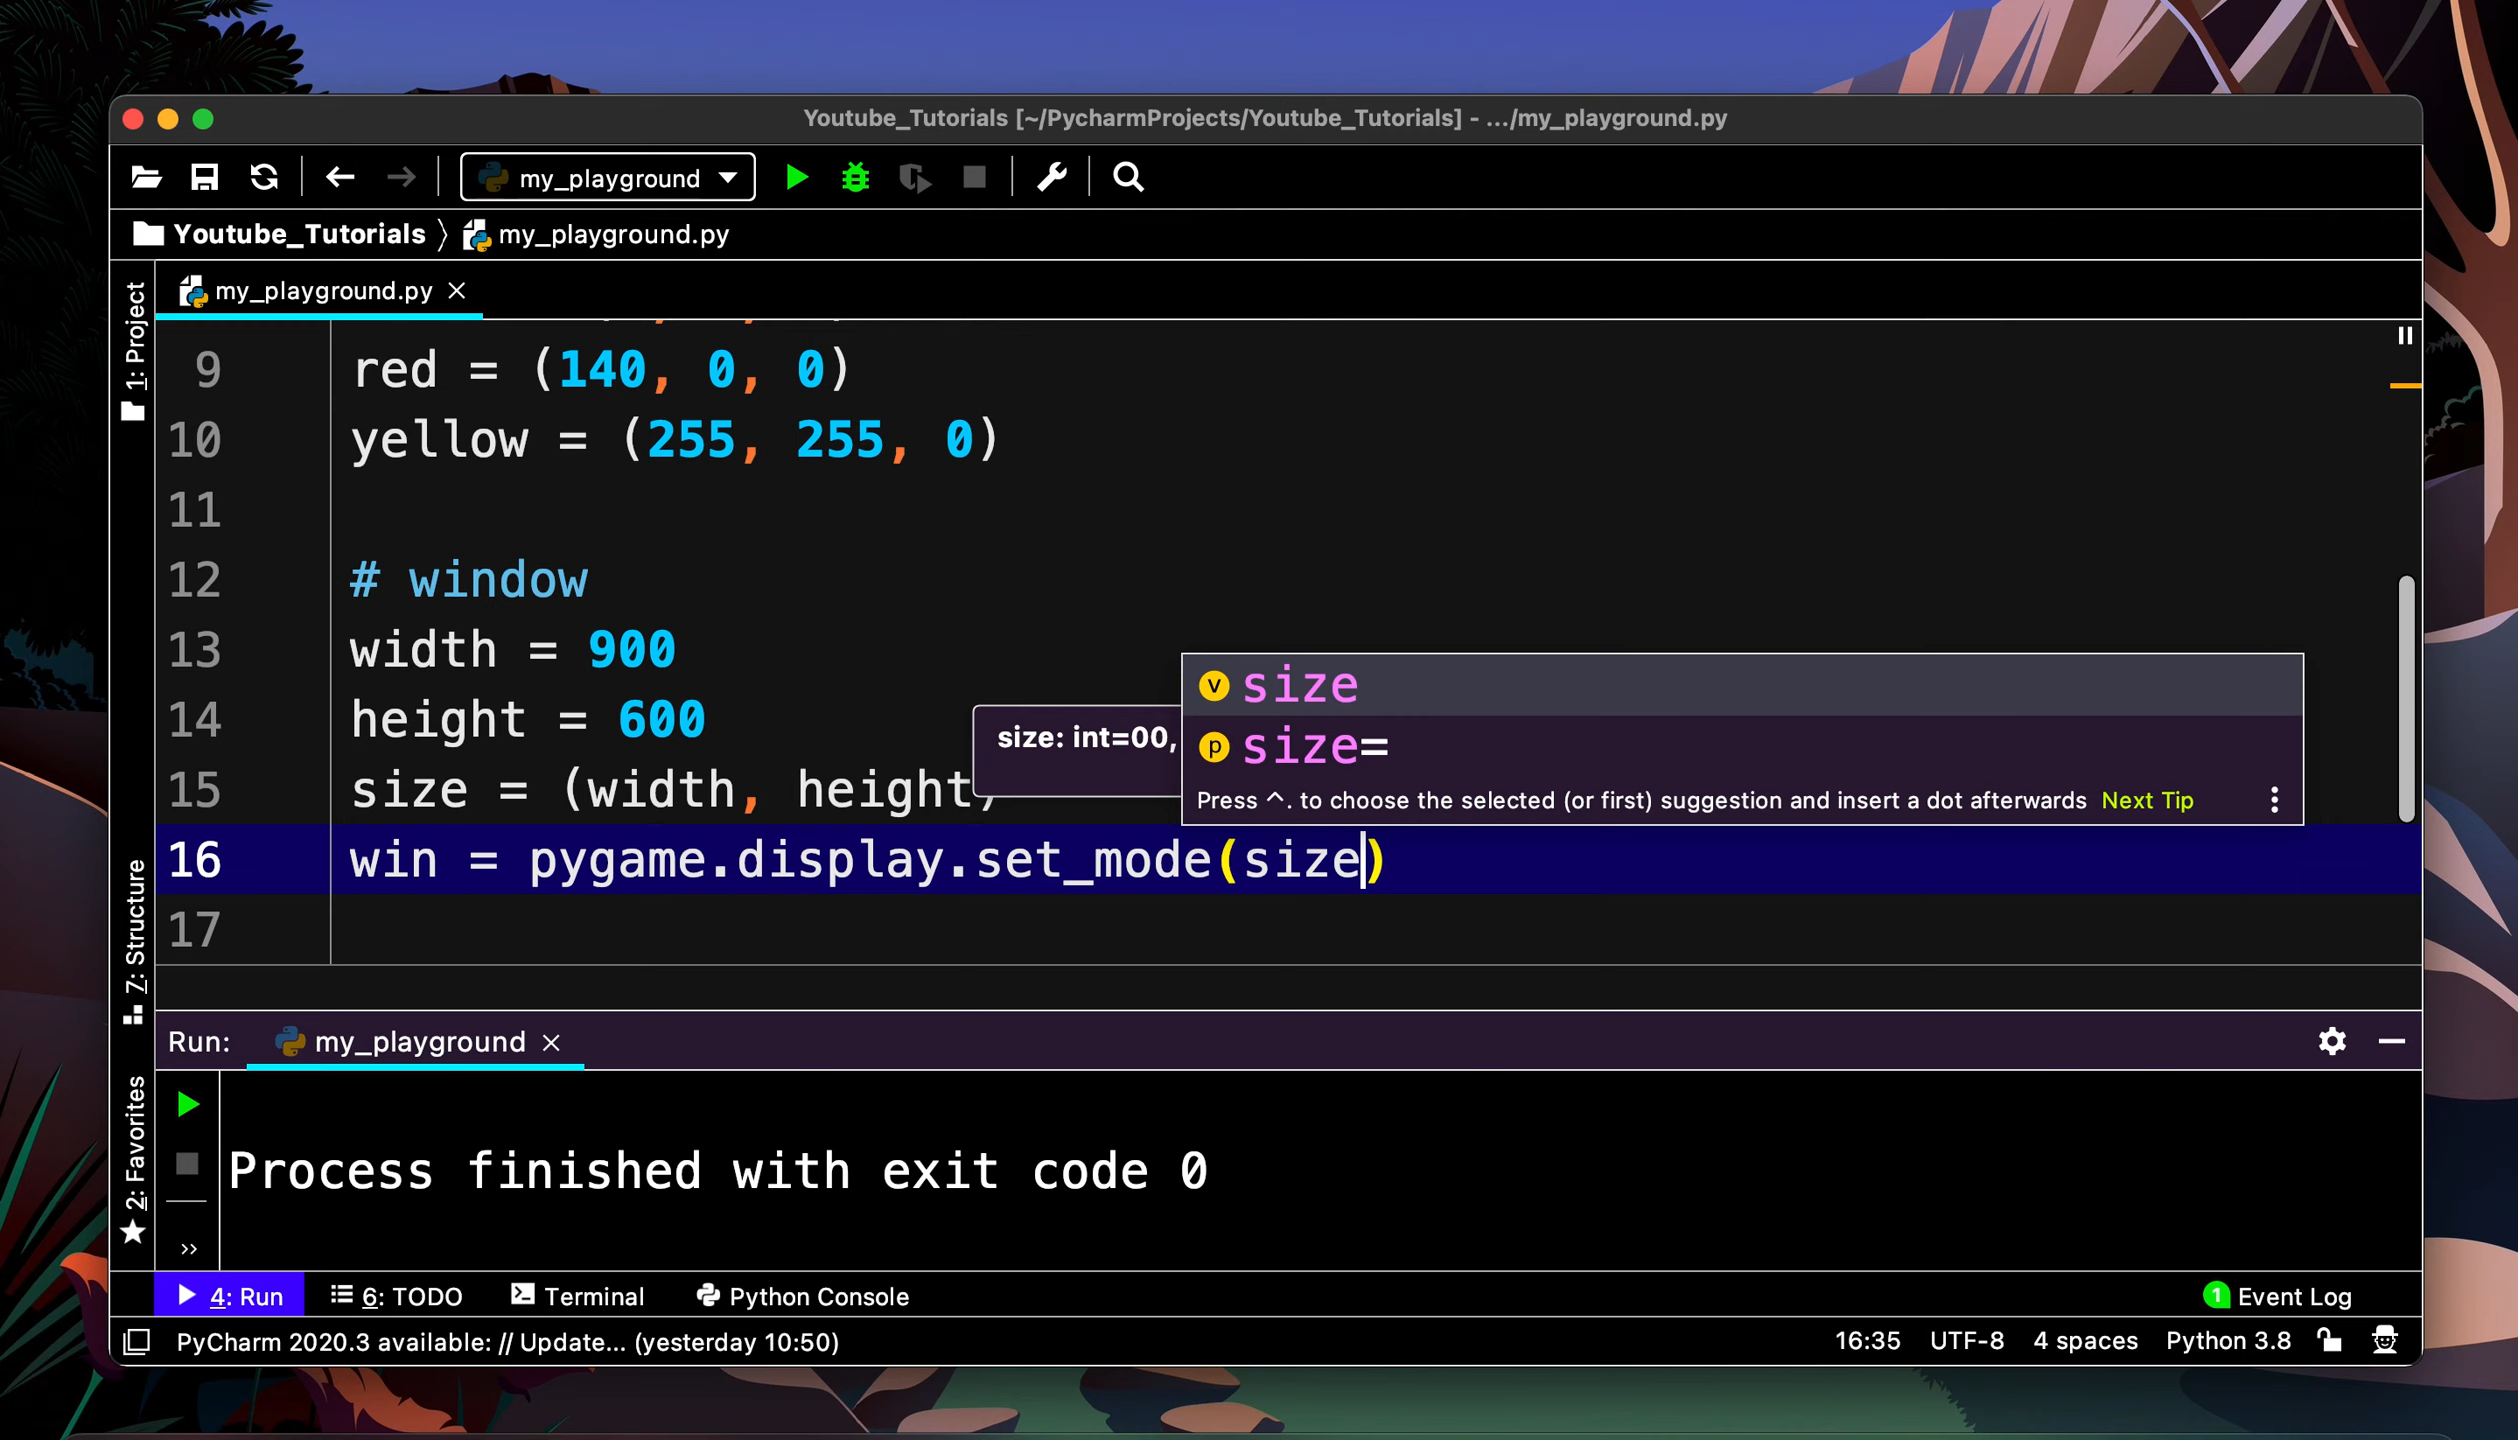 Youtube_Tutorials [~/PycharmProjects/Youtube_Tutorials] - .../my_playground.py
my_playground
Youtube_Tutorials 〉 my_playground.py
my_playground.py
1: Project
9 red = (140, 0, 0)
10 yellow = (255, 255, 0)
11
12 # window
13 width = 900
14 height = 600
15 size = (width, height)
16 win = pygame.display.set_mode(size)
17
size: int=00,
v size
p size=
Press ^. to choose the selected (or first) suggestion and insert a dot afterwards Next Tip
7: Structure
2: Favorites
Run: my_playground
Process finished with exit code 0
4: Run 6: TODO Terminal Python Console 1 Event Log
PyCharm 2020.3 available: // Update... (yesterday 10:50) 16:35 UTF-8 4 spaces Python 3.8